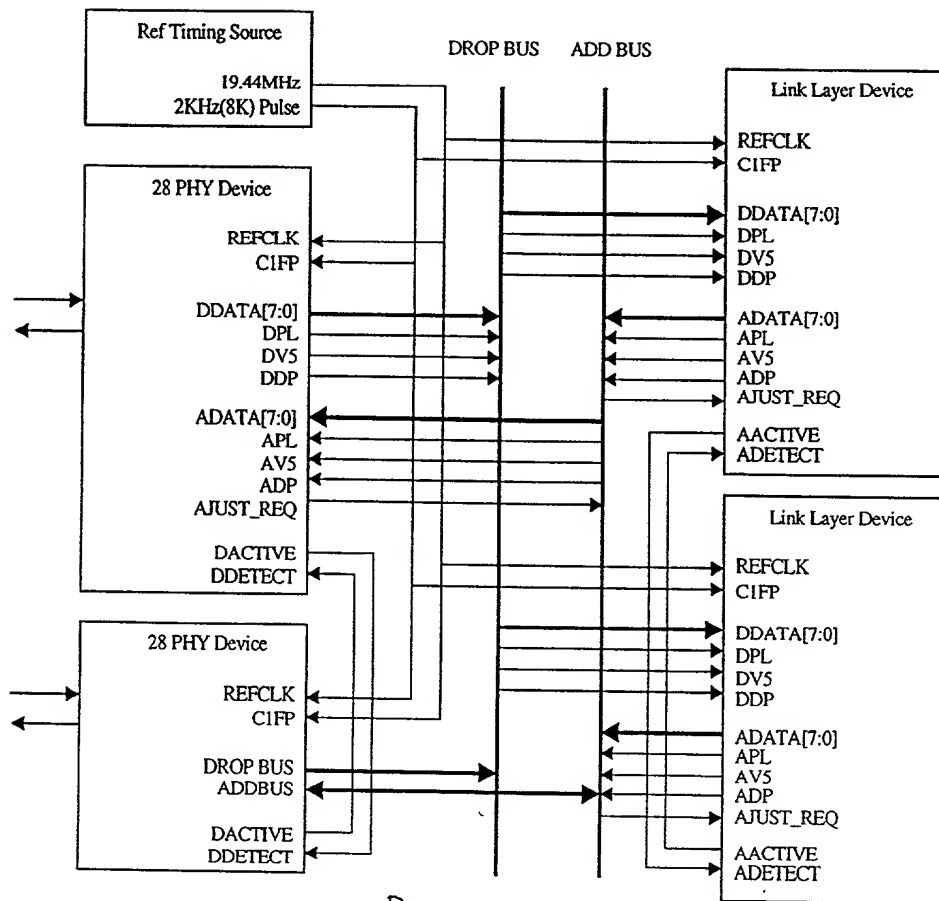 Ref Timing Source
19.44MHz
2KHz(8K) Pulse
DROP BUS
ADD BUS
Link Layer Device
REFCLK
C1FP
DDATA[7:0]
DPL
DV5
DDP
ADATA[7:0]
APL
AV5
ADP
AJUST_REQ
AACTIVE
ADETECT
28 PHY Device
REFCLK
C1FP
DDATA[7:0]
DPL
DV5
DDP
ADATA[7:0]
APL
AV5
ADP
AJUST_REQ
DACTIVE
DDETECT
28 PHY Device
REFCLK
C1FP
DROP BUS
ADDBUS
DACTIVE
DDETECT
Link Layer Device
REFCLK
C1FP
DDATA[7:0]
DPL
DV5
DDP
ADATA[7:0]
APL
AV5
ADP
AJUST_REQ
AACTIVE
ADETECT